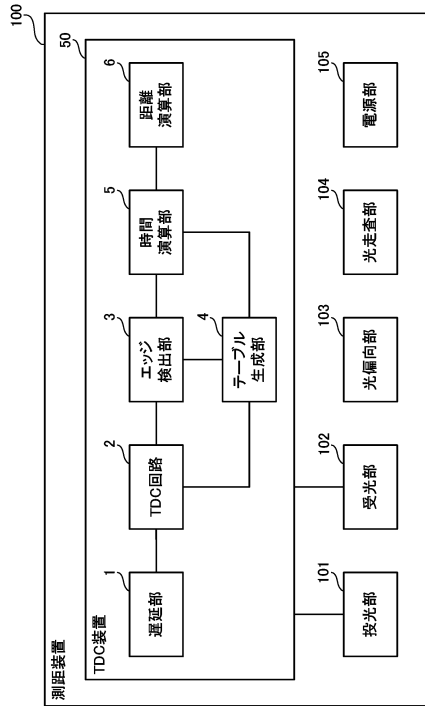 100
測距装置
50
TDC装置
1
遅延部
2
TDC回路
3
エッジ
検出部
4
テーブル
生成部
5
時間
演算部
6
距離
演算部
101
投光部
102
受光部
103
光偏向部
104
光走査部
105
電源部